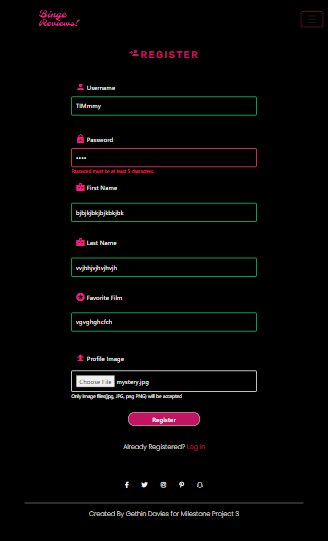 Binge
Reviews!
REGISTER
Username
TIMmmy
Password
Password must be at least 5 characters
First Name
bjbjkjbkjbjkbkjbk
Last Name
vvjhhjvjhvjhvjh
Favorite Film
vgvghghcfch
Profile Image
Choose File mystery.jpg
Only image files(jpg, JPG, png PNG) will be accepted
Register
Already Registered? Log In
Created By Gethin Davies for Milestone Project 3